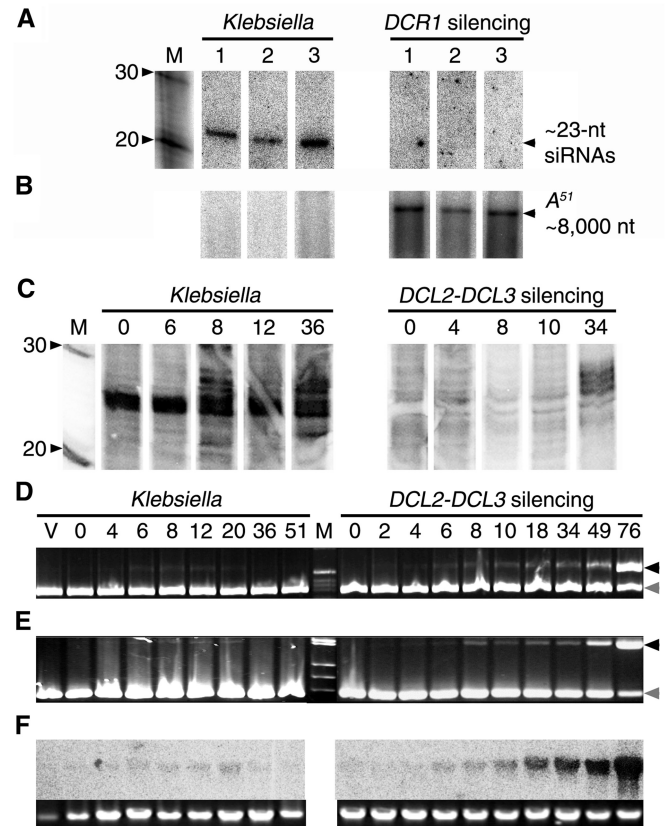 A
Klebsiella
DCR1 silencing
M 1 2 3 1 2 3
30
20
~23-nt
siRNAs
B
A51
~8,000 nt
C
Klebsiella
DCL2-DCL3 silencing
M 0 6 8 12 36 0 4 8 10 34
30
20
D
Klebsiella
DCL2-DCL3 silencing
V 0 4 6 8 12 20 36 51 M 0 2 4 6 8 10 18 34 49 76
E
F